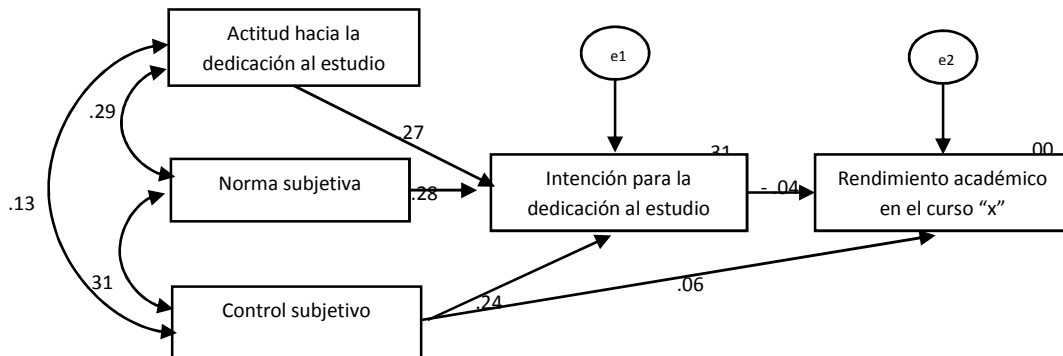 Actitud hacia la
dedicación al estudio
e1
e2
.29
.27
.31
.00
Norma subjetiva
.28
Intención para la
dedicación al estudio
- .04
Rendimiento académico
en el curso “x”
.13
.31
Control subjetivo
.24
.06